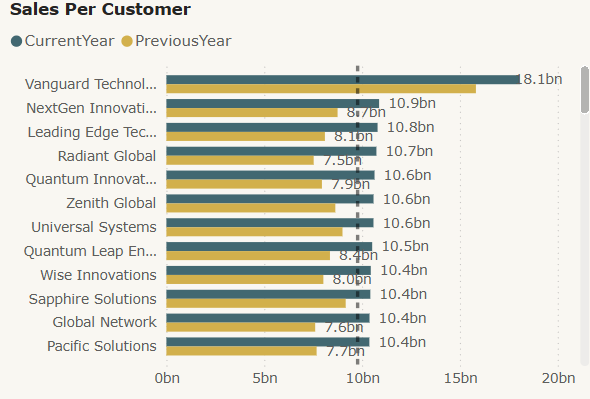 Sales Per Customer
CurrentYear PreviousYear
Vanguard Technol... 18.1bn
NextGen Innovati... 10.9bn
8.7bn
Leading Edge Tec... 10.8bn
8.1bn
Radiant Global 10.7bn
7.5bn
Quantum Innovat... 10.6bn
7.9bn
Zenith Global 10.6bn
Universal Systems 10.6bn
Quantum Leap En... 10.5bn
8.4bn
Wise Innovations 10.4bn
8.0bn
Sapphire Solutions 10.4bn
Global Network 10.4bn
7.6bn
Pacific Solutions 10.4bn
7.7bn
0bn 5bn 10bn 15bn 20bn